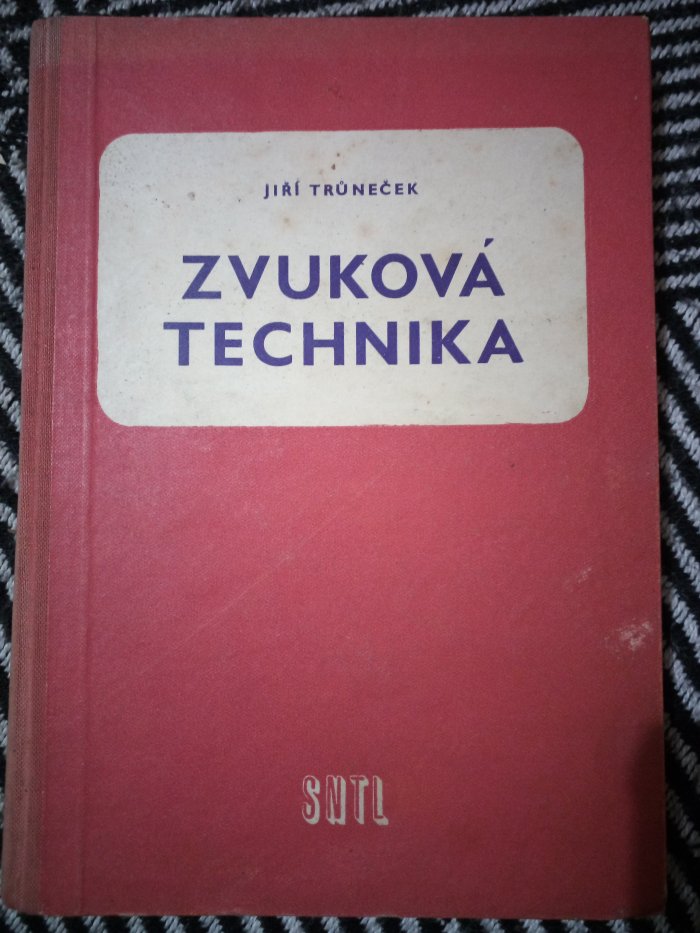 JIŘÍ TRŮNEČEK
ZVUKOVÁ
TECHNIKA
SNTL